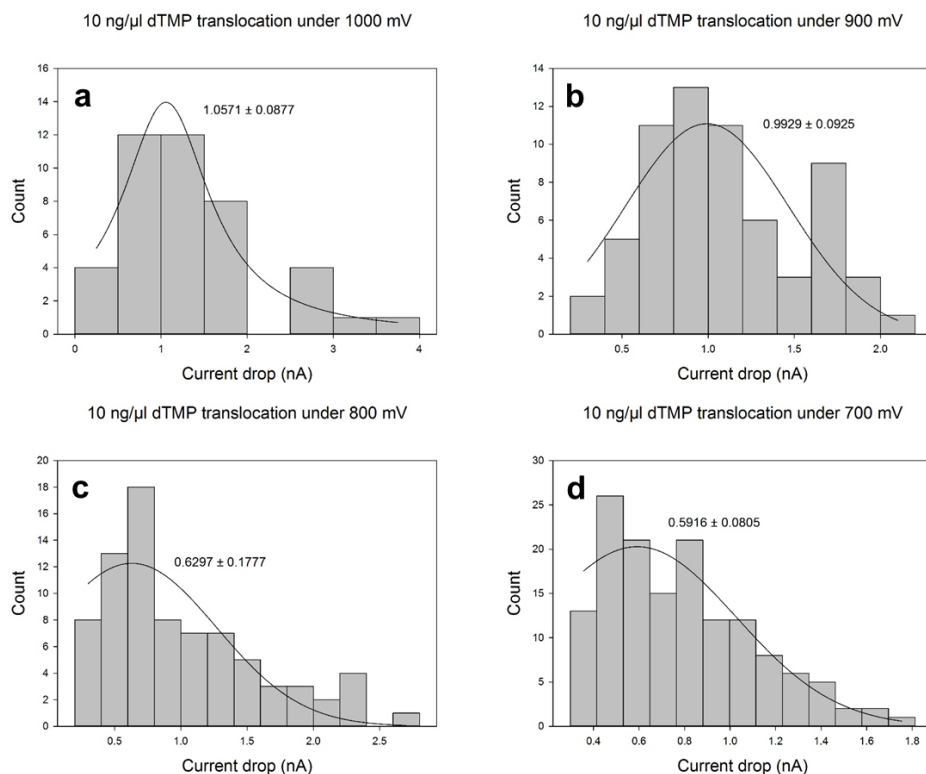 10 ng/µl dTMP translocation under 1000 mV
a
1.0571 ± 0.0877
Count
16
14
12
10
8
6
4
2
0
0 1 2 3 4
Current drop (nA)
10 ng/µl dTMP translocation under 900 mV
b
0.9929 ± 0.0925
Count
14
12
10
8
6
4
2
0
0.5 1.0 1.5 2.0
Current drop (nA)
10 ng/µl dTMP translocation under 800 mV
c
0.6297 ± 0.1777
Count
20
18
16
14
12
10
8
6
4
2
0
0.5 1.0 1.5 2.0 2.5
Current drop (nA)
10 ng/µl dTMP translocation under 700 mV
d
0.5916 ± 0.0805
Count
30
25
20
15
10
5
0
0.4 0.6 0.8 1.0 1.2 1.4 1.6 1.8
Current drop (nA)